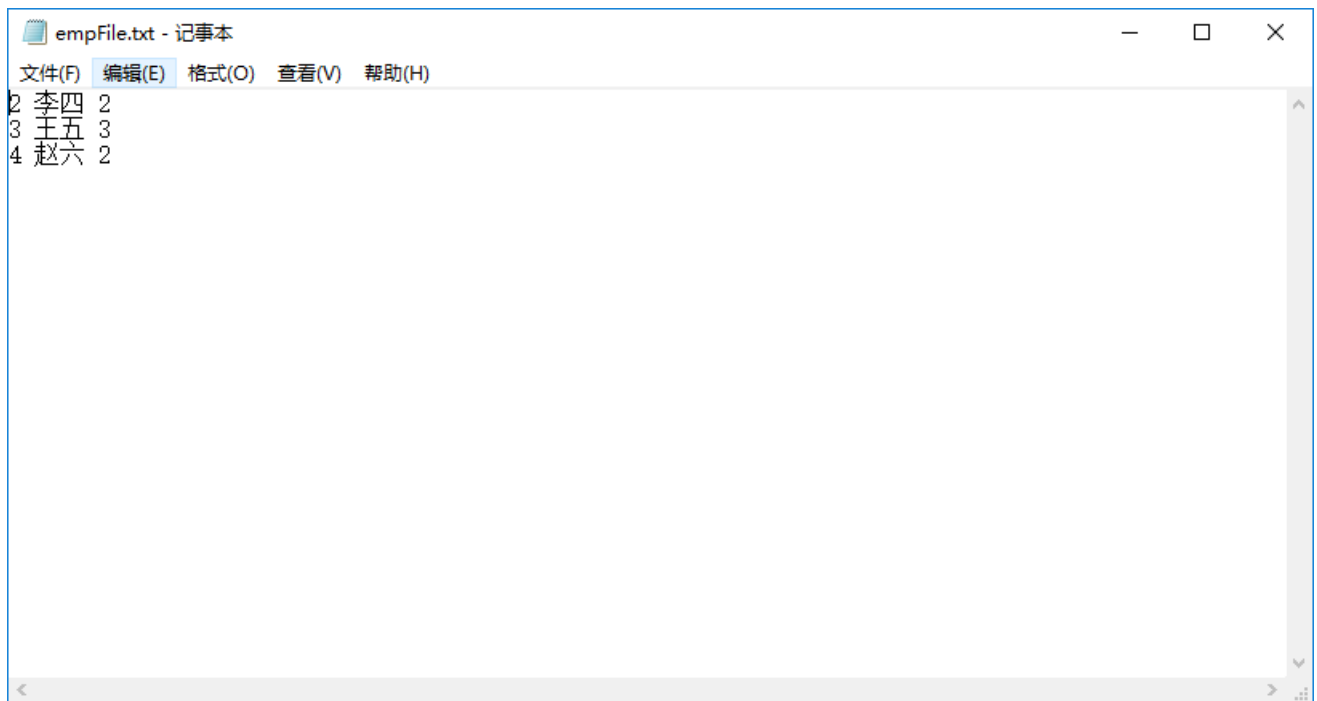 empFile.txt - 记事本
文件(F) 编辑(E) 格式(O) 查看(V) 帮助(H)
2 李四 2
3 王五 3
4 赵六 2